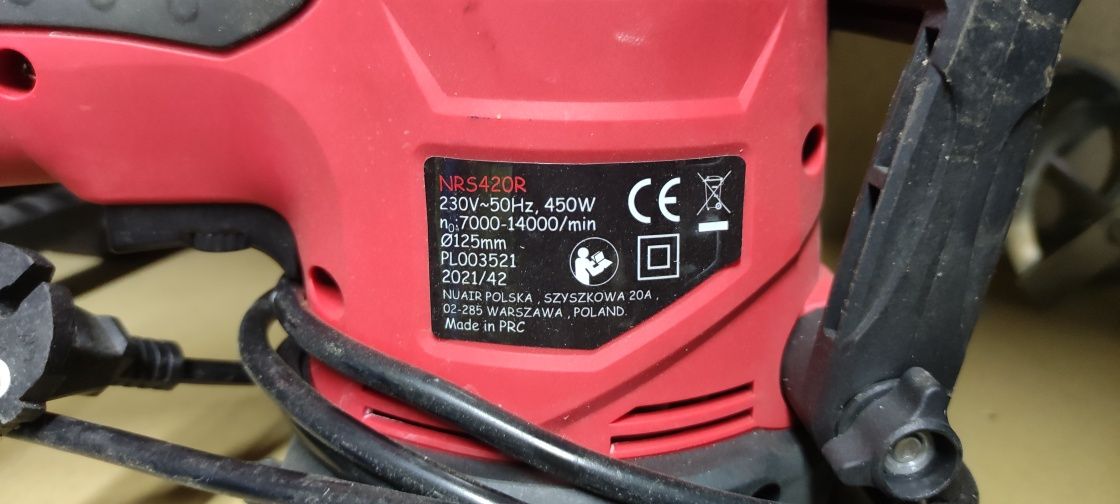 NRS420R
230V~50Hz, 450W
n₀:7000-14000/min
Ø125mm
PL003521
2021/42
NUAIR POLSKA , SZYSZKOWA 20A ,
02-285 WARSZAWA , POLAND.
Made in PRC
CE